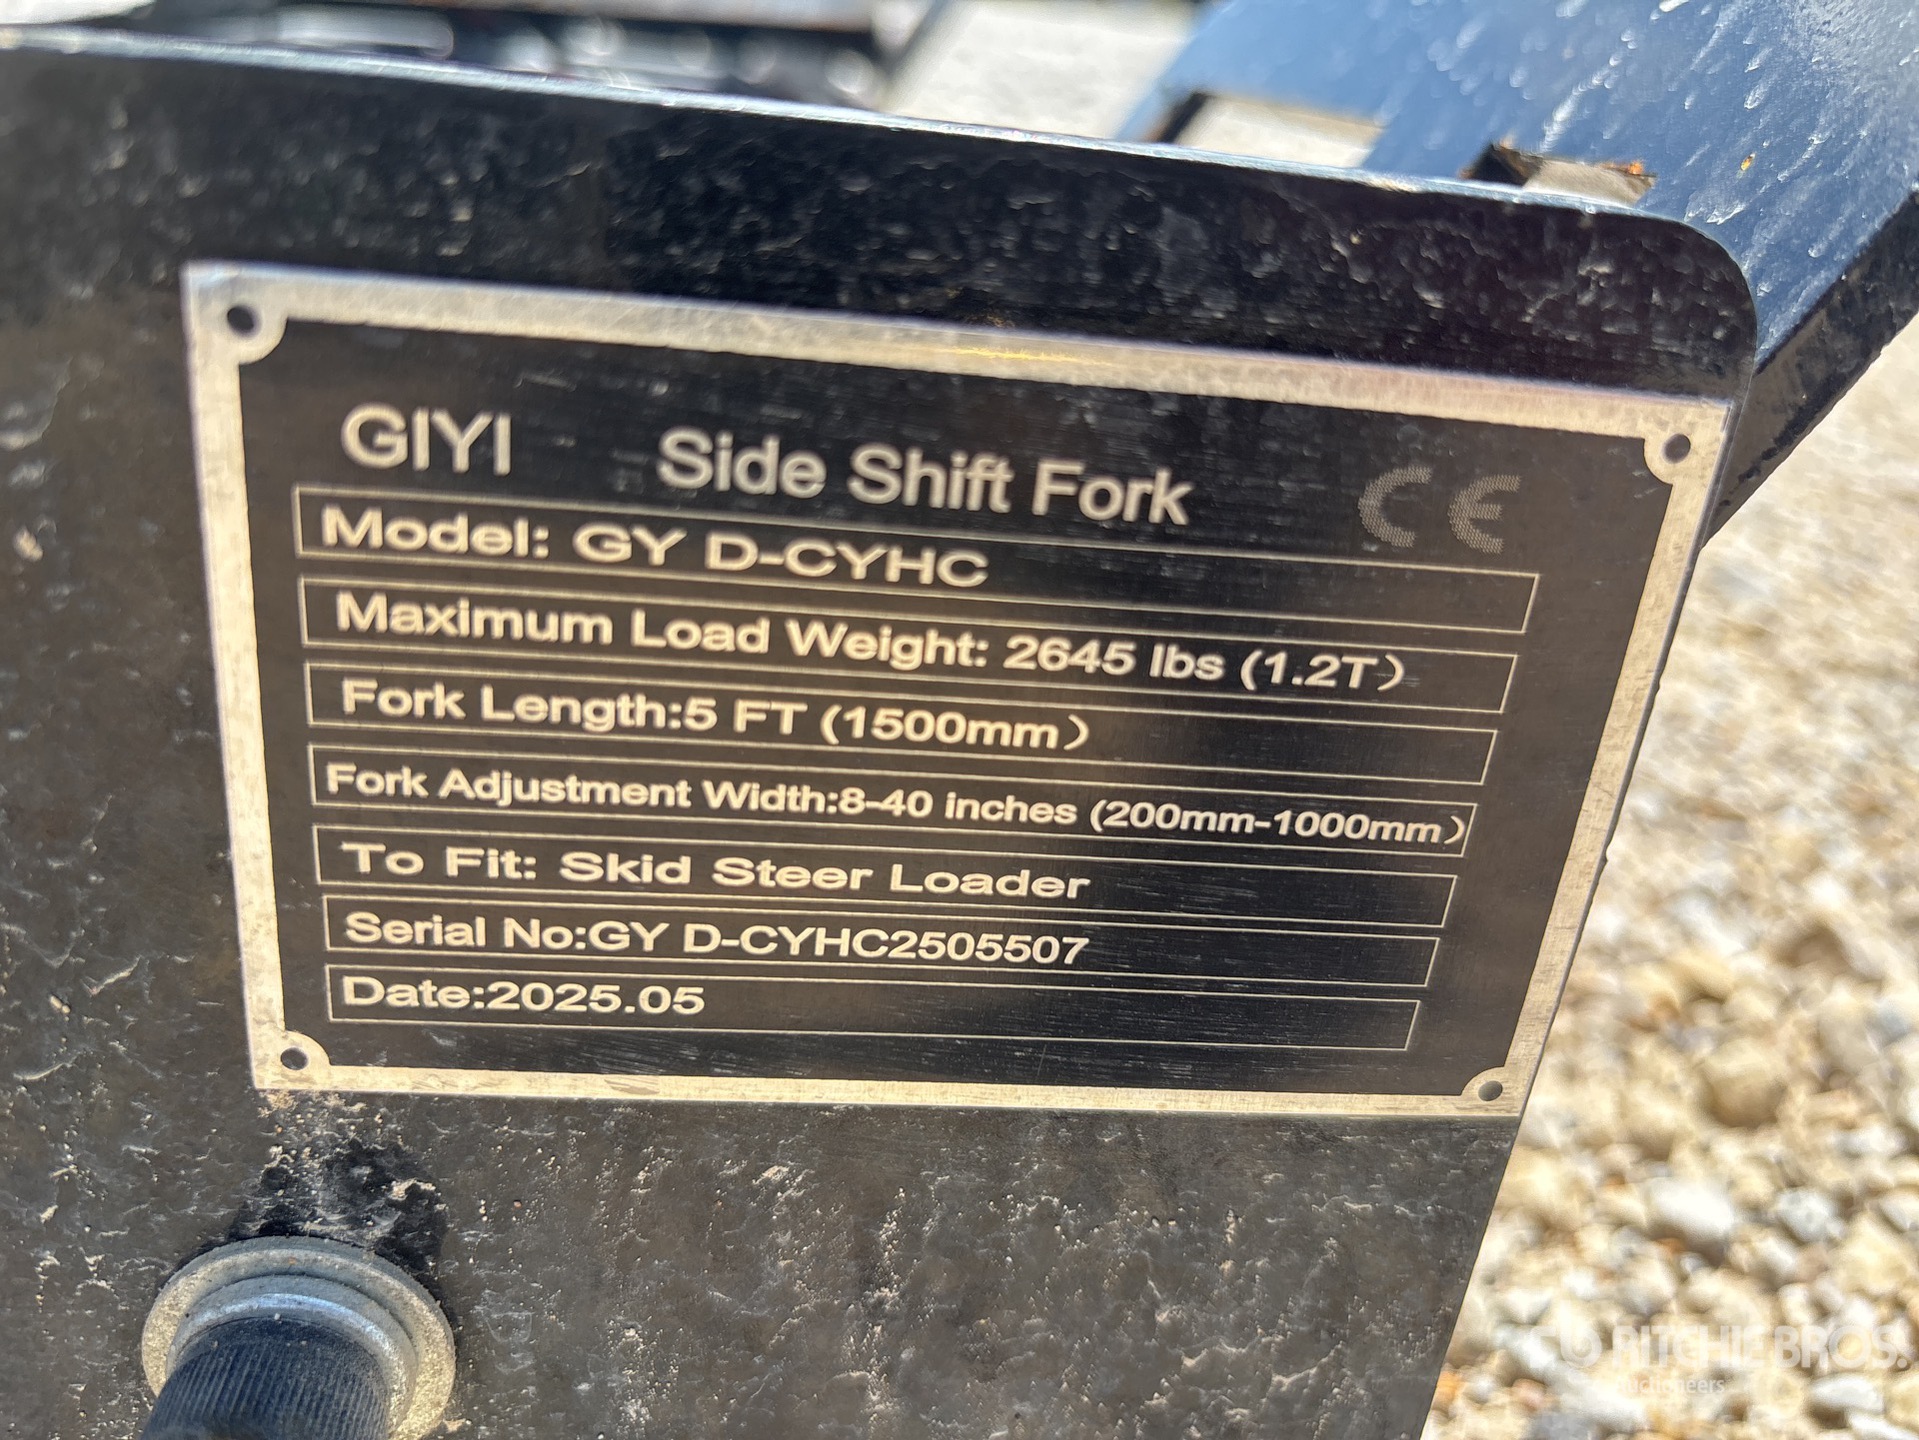 GIYI Side Shift Fork CE
Model: GY D-CYHC
Maximum Load Weight: 2645 lbs (1.2T)
Fork Length:5 FT (1500mm)
Fork Adjustment Width:8-40 inches (200mm-1000mm)
To Fit: Skid Steer Loader
Serial No:GY D-CYHC2505507
Date:2025.05
RITCHIE BROS.
Auctioneers